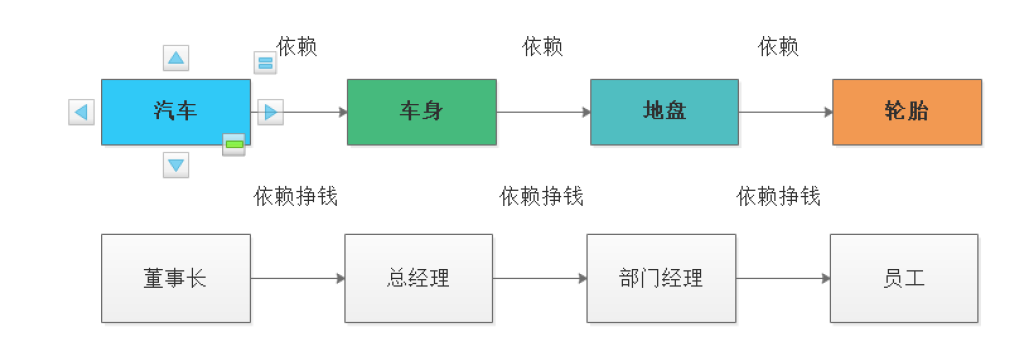 依赖 依赖 依赖
汽车 车身 地盘 轮胎
依赖挣钱 依赖挣钱 依赖挣钱
董事长 总经理 部门经理 员工